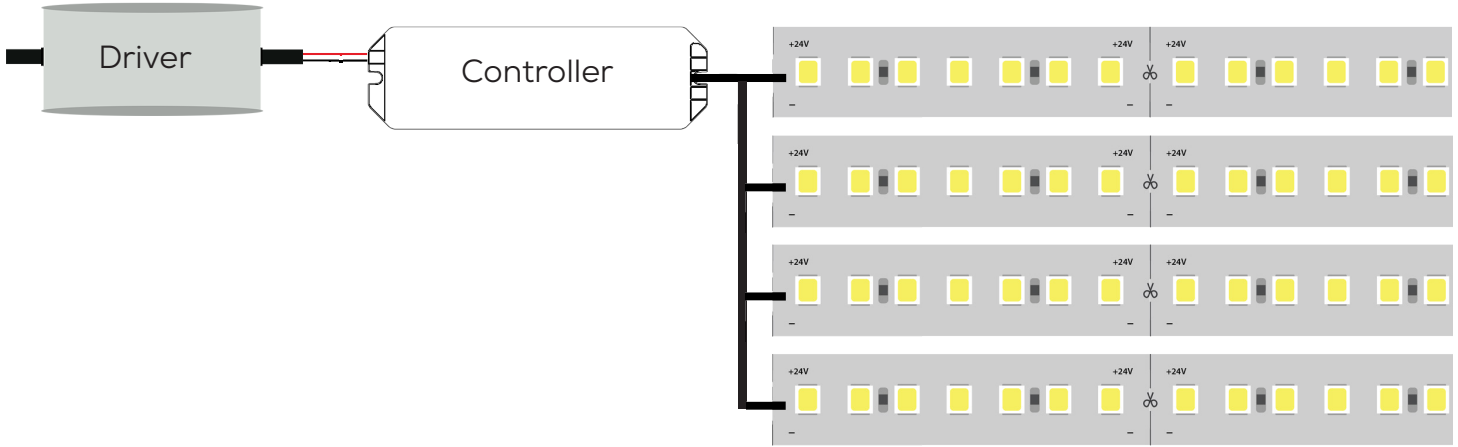 Driver
Controller
+24V +24V +24V
– – –
+24V +24V +24V
– – –
+24V +24V +24V
– – –
+24V +24V +24V
– – –